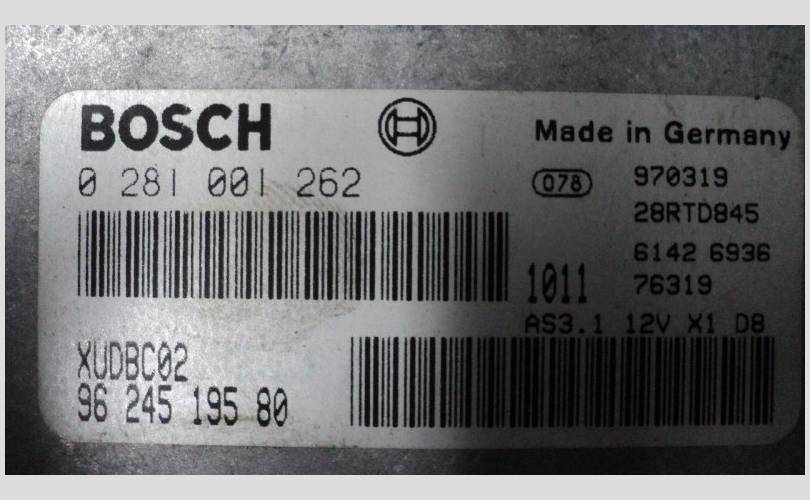 BOSCH
Made in Germany
0 281 001 262
078
970319
28RTD845
6142 6936
1011
76319
AS3.1 12V X1 D8
XUDBC02
96 245 195 80